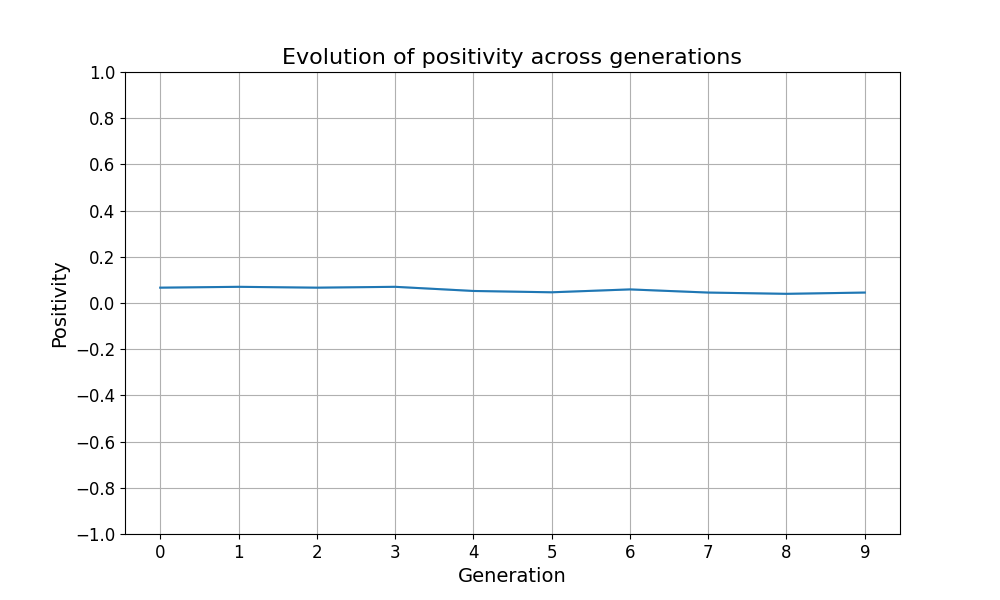 Evolution of positivity across generations
1.0
0.8
0.6
0.4
0.2
0.0
−0.2
−0.4
−0.6
−0.8
−1.0
Positivity
0 1 2 3 4 5 6 7 8 9
Generation